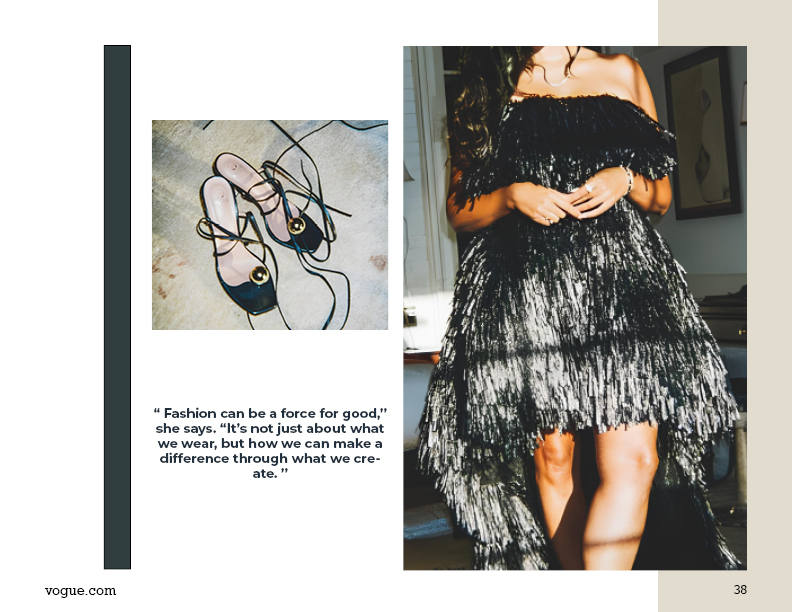 “ Fashion can be a force for good,”
she says. “It’s not just about what
we wear, but how we can make a
difference through what we cre-
ate. ”
vogue.com
38